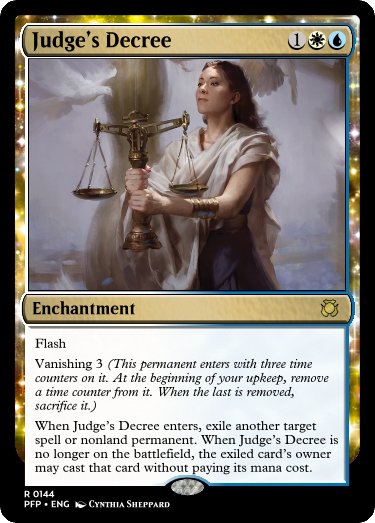 Judge's Decree 1
Enchantment
Flash
Vanishing 3 (This permanent enters with three time
counters on it. At the beginning of your upkeep, remove
a time counter from it. When the last is removed,
sacrifice it.)
When Judge's Decree enters, exile another target
spell or nonland permanent. When Judge's Decree is
no longer on the battlefield, the exiled card's owner
may cast that card without paying its mana cost.
R 0144
PFP • ENG Cynthia Sheppard